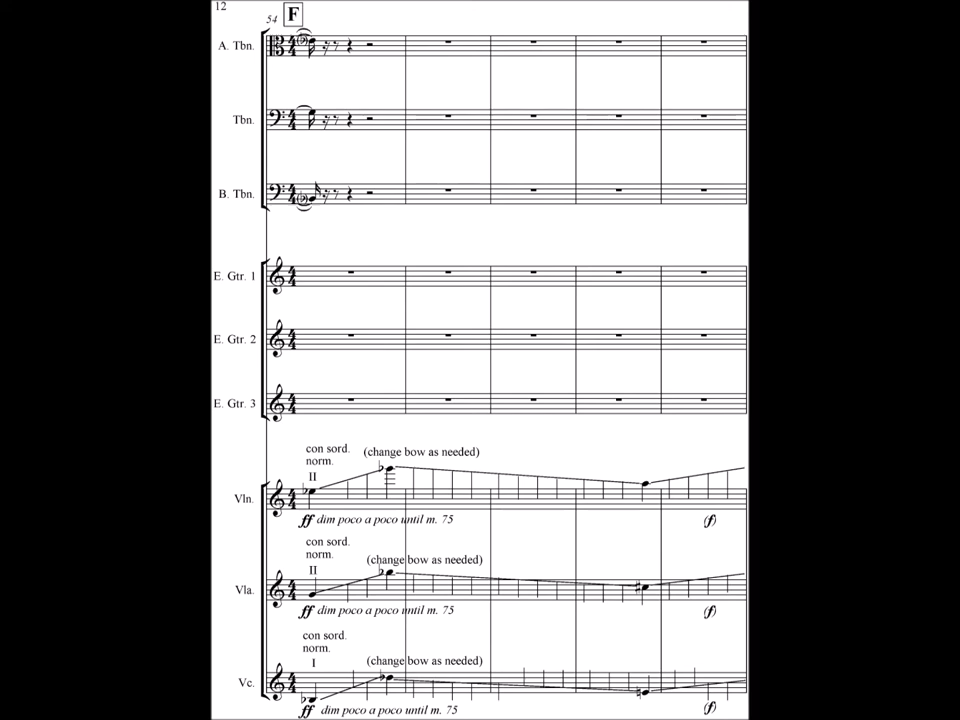 12
54 F
A. Tbn.
Tbn.
B. Tbn.
E. Gtr. 1
E. Gtr. 2
E. Gtr. 3
con sord.
norm.
(change bow as needed)
II
Vln.
ff dim poco a poco until m. 75
(f)
con sord.
norm.
(change bow as needed)
II
Vla.
ff dim poco a poco until m. 75
(f)
con sord.
norm.
(change bow as needed)
I
Vc.
ff dim poco a poco until m. 75
(f)